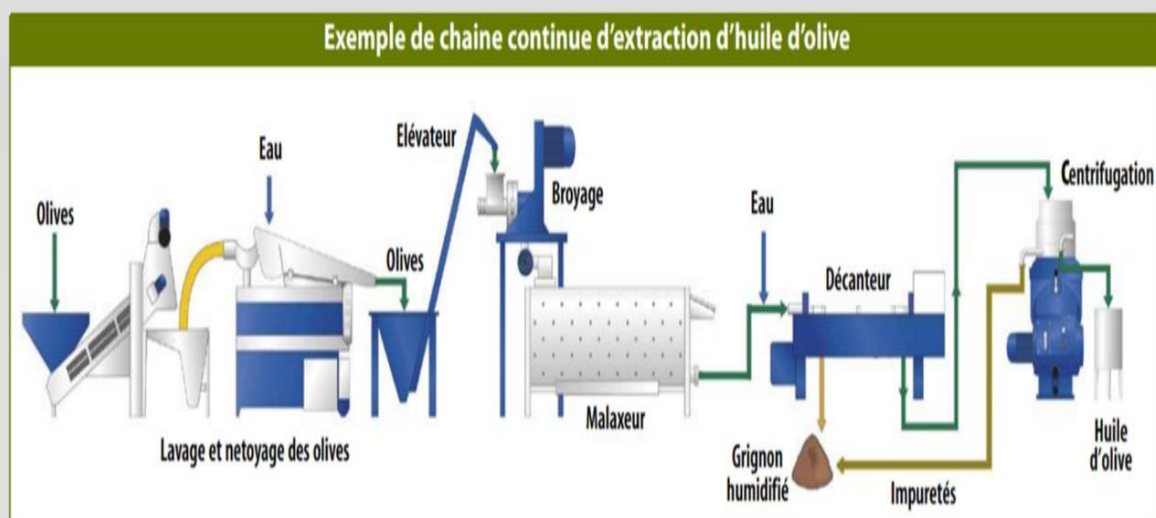 Exemple de chaine continue d'extraction d'huile d'olive
Olives
Eau
Lavage et netoyage des olives
Olives
Elévateur
Broyage
Malaxeur
Eau
Décanteur
Grignon
humidifié
Impuretés
Centrifugation
Huile
d'olive